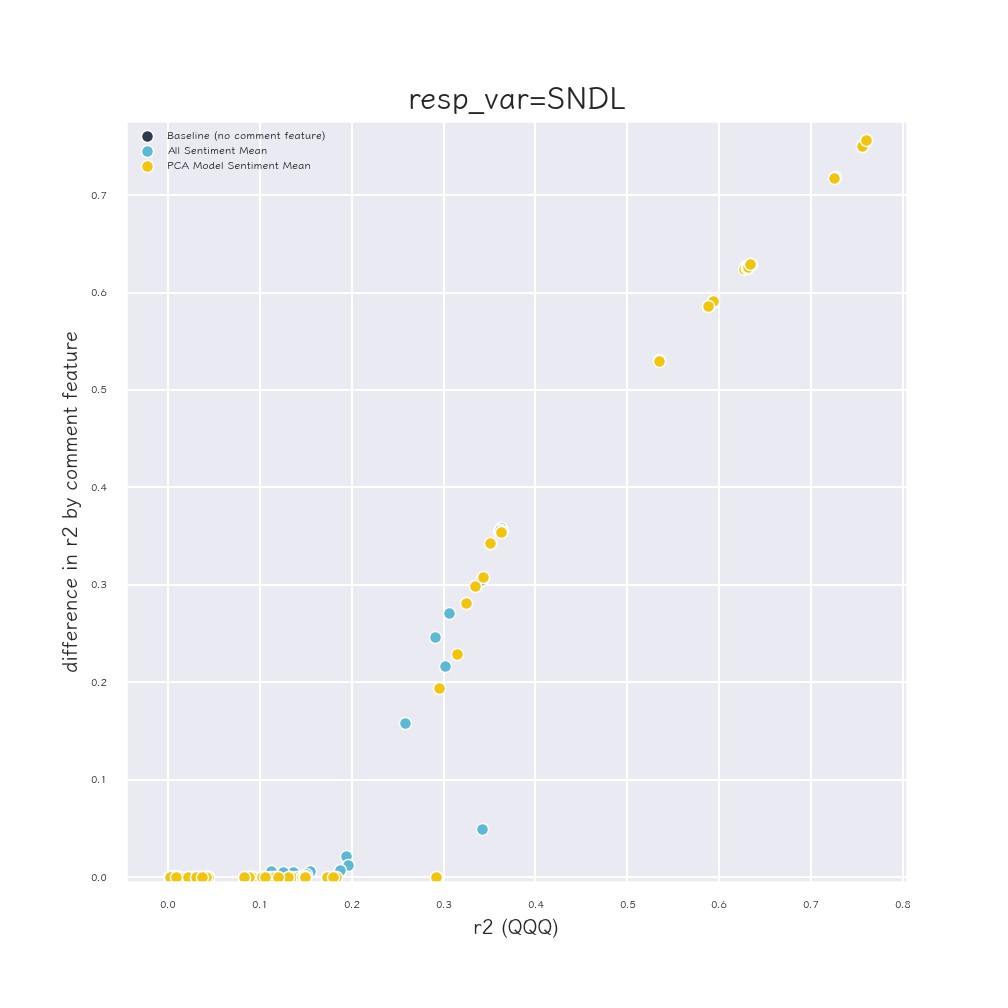 resp_var=SNDL
Baseline (no comment feature)
All Sentiment Mean
PCA Model Sentiment Mean
difference in r2 by comment feature
0.7
0.6
0.5
0.4
0.3
0.2
0.1
0.0
0.0 0.1 0.2 0.3 0.4 0.5 0.6 0.7 0.8
r2 (QQQ)